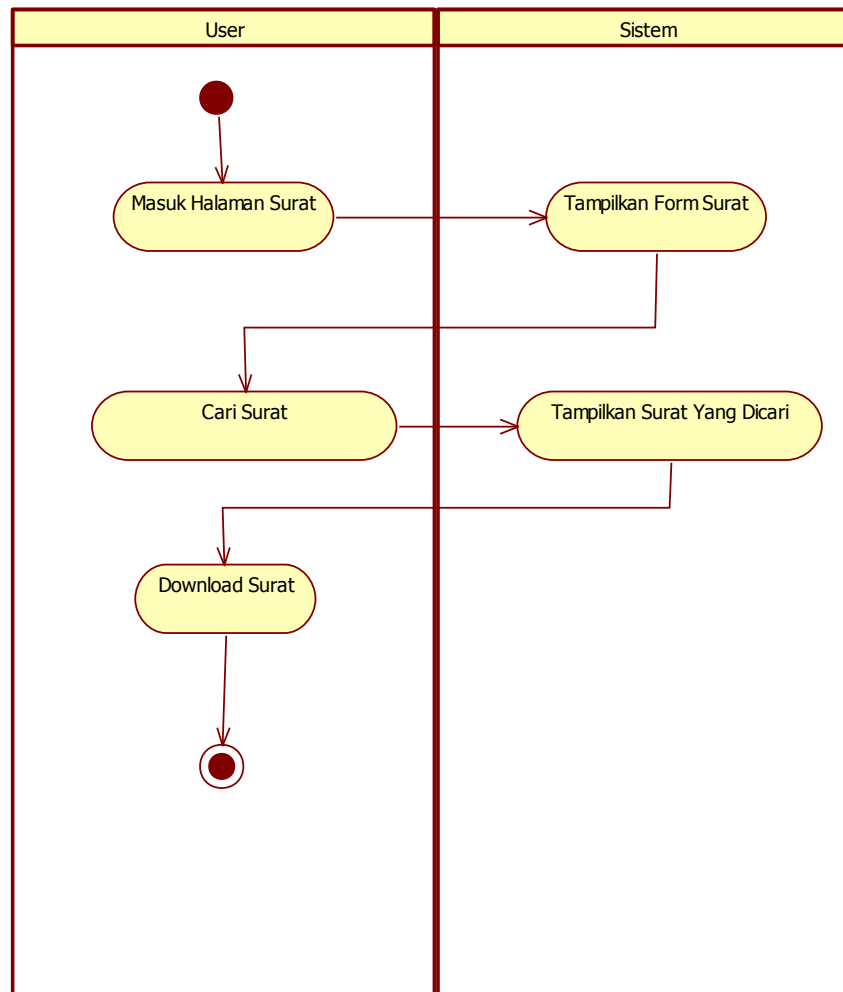 User
Sistem
Masuk Halaman Surat
Tampilkan Form Surat
Cari Surat
Tampilkan Surat Yang Dicari
Download Surat